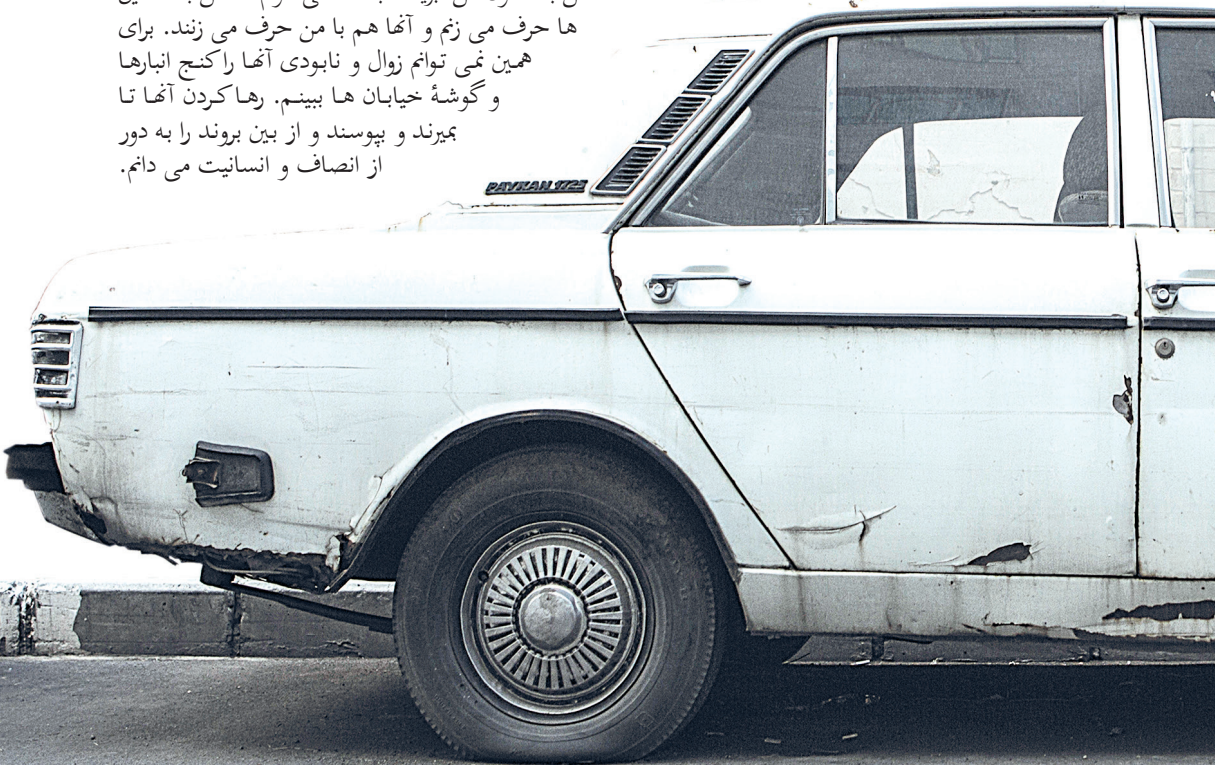 ها حرف می زنم و آنها هم با من حرف می زنند. برای
همین نمی توانم زوال و نابودی آنها را کنج انبارها
و گوشهٔ خیابان ها ببینم. رها کردن آنها تا
بمیرند و بپوسند و از بین بروند را به دور
از انصاف و انسانیت می دانم.
PAYKAN 1725